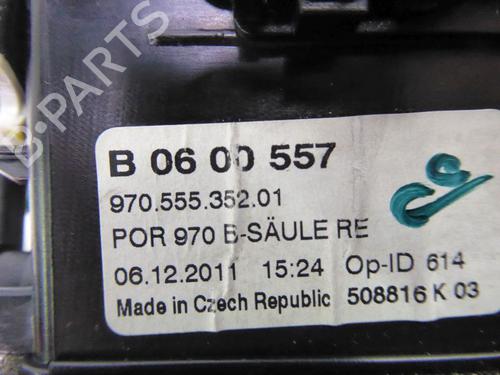 B-PARTS
B 06 00 557
970.555.352.01
POR 970 B-SÄULE RE
06.12.2011 15:24 Op-ID 614
Made in Czech Republic 508816 K 03